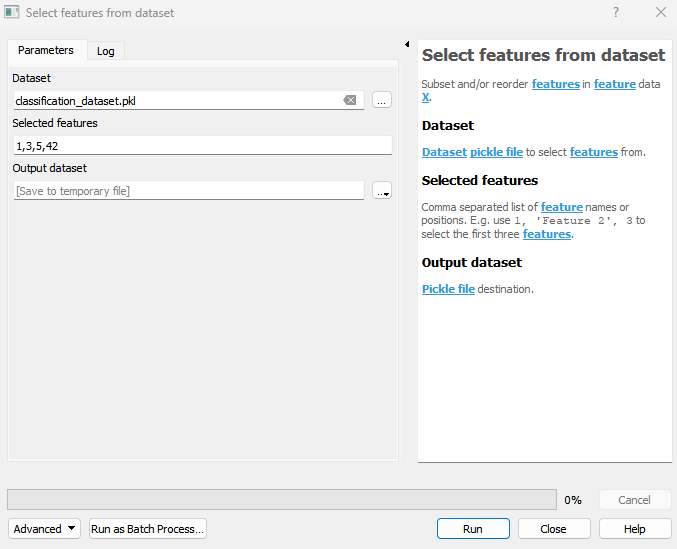 Select features from dataset
?
Parameters
Log
Dataset
classification_dataset.pkl
...
Selected features
1,3,5,42
Output dataset
[Save to temporary file]
...
Select features from dataset
Subset and/or reorder features in feature data
X.
Dataset
Dataset pickle file to select features from.
Selected features
Comma separated list of feature names or
positions. E.g. use 1, 'Feature 2', 3 to
select the first three features.
Output dataset
Pickle file destination.
0%
Cancel
Advanced
Run as Batch Process...
Run
Close
Help